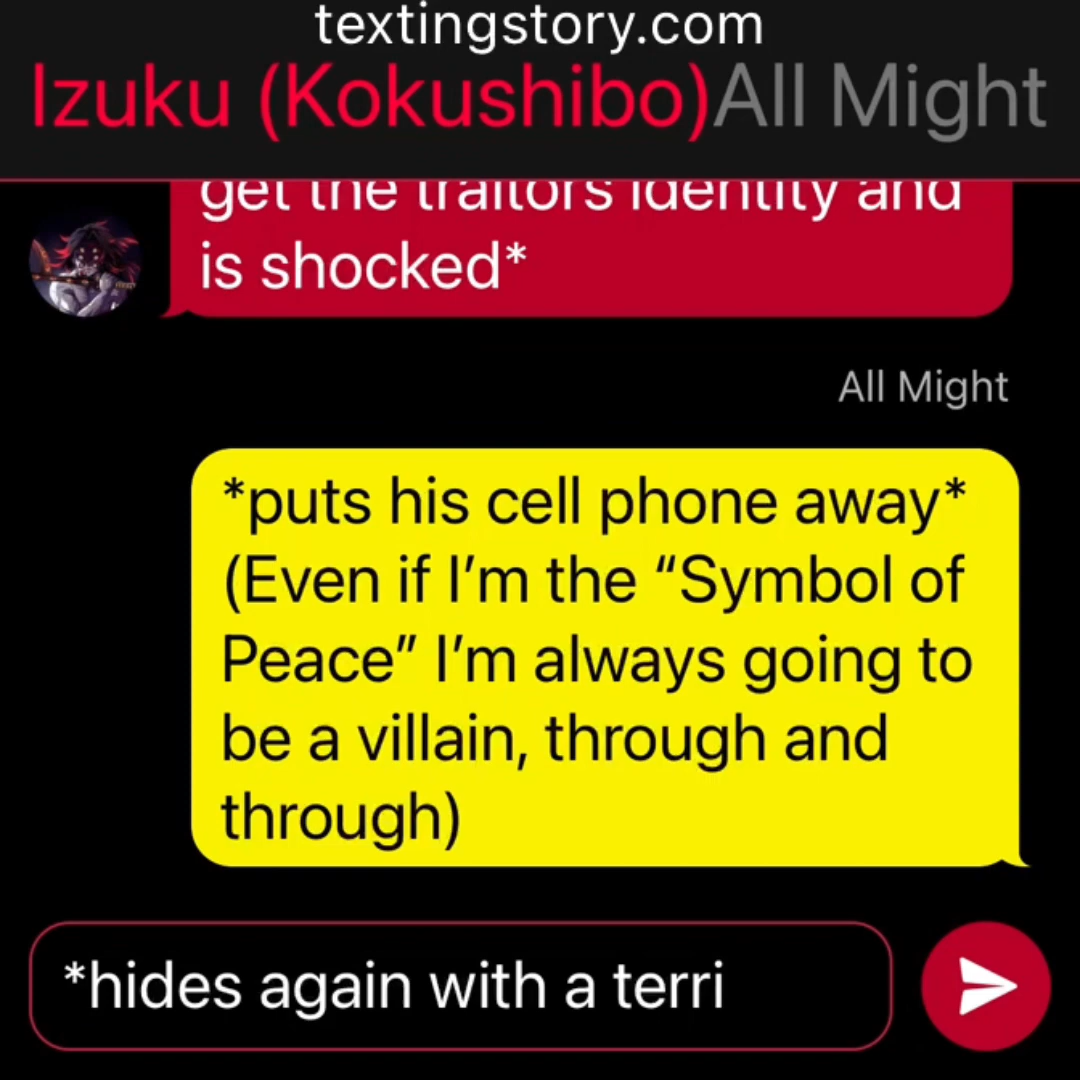 textingstory.com
Izuku (Kokushibo)All Might
get the traitors identity and
is shocked*
All Might
*puts his cell phone away*
(Even if I’m the “Symbol of
Peace” I’m always going to
be a villain, through and
through)
*hides again with a terri